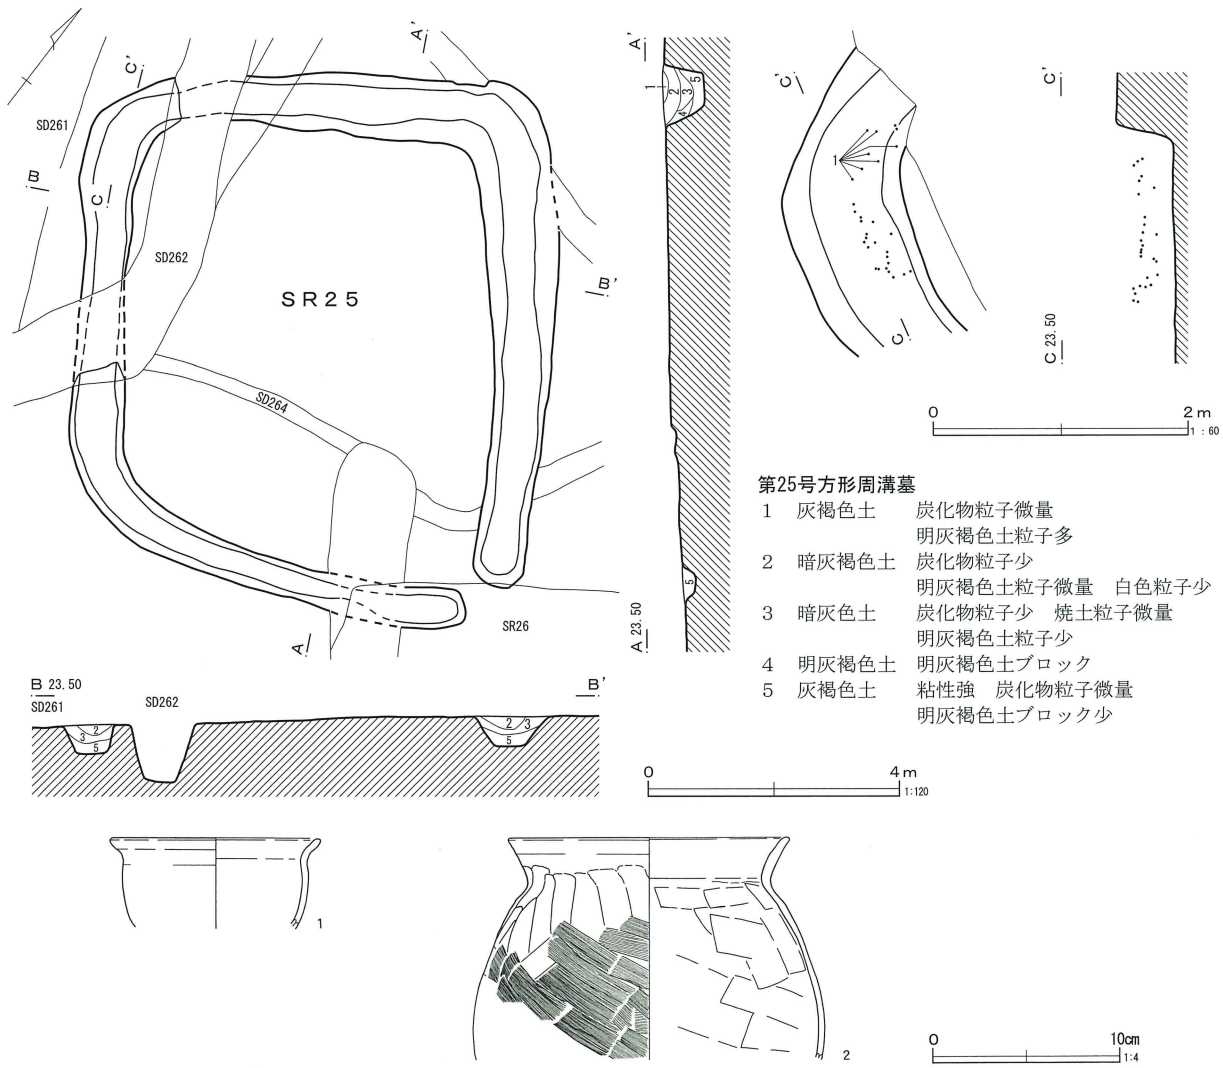 A'
C'
SD261
B
C
SD262
SR25
B'
SD264
SR26
A
A'
1 2 3 4 5
5
A 23.50
C'
1
C
C'
C 23.50
0 2m
1:60
第25号方形周溝墓
1 灰褐色土 炭化物粒子微量
明灰褐色土粒子多
2 暗灰褐色土 炭化物粒子少
明灰褐色土粒子微量 白色粒子少
3 暗灰色土 炭化物粒子少 焼土粒子微量
明灰褐色土粒子少
4 明灰褐色土 明灰褐色土ブロック
5 灰褐色土 粘性強 炭化物粒子微量
明灰褐色土ブロック少
B 23.50 B'
SD261 SD262
3 2 5
2 3 5
0 4m
1:120
1
2
0 10cm
1:4